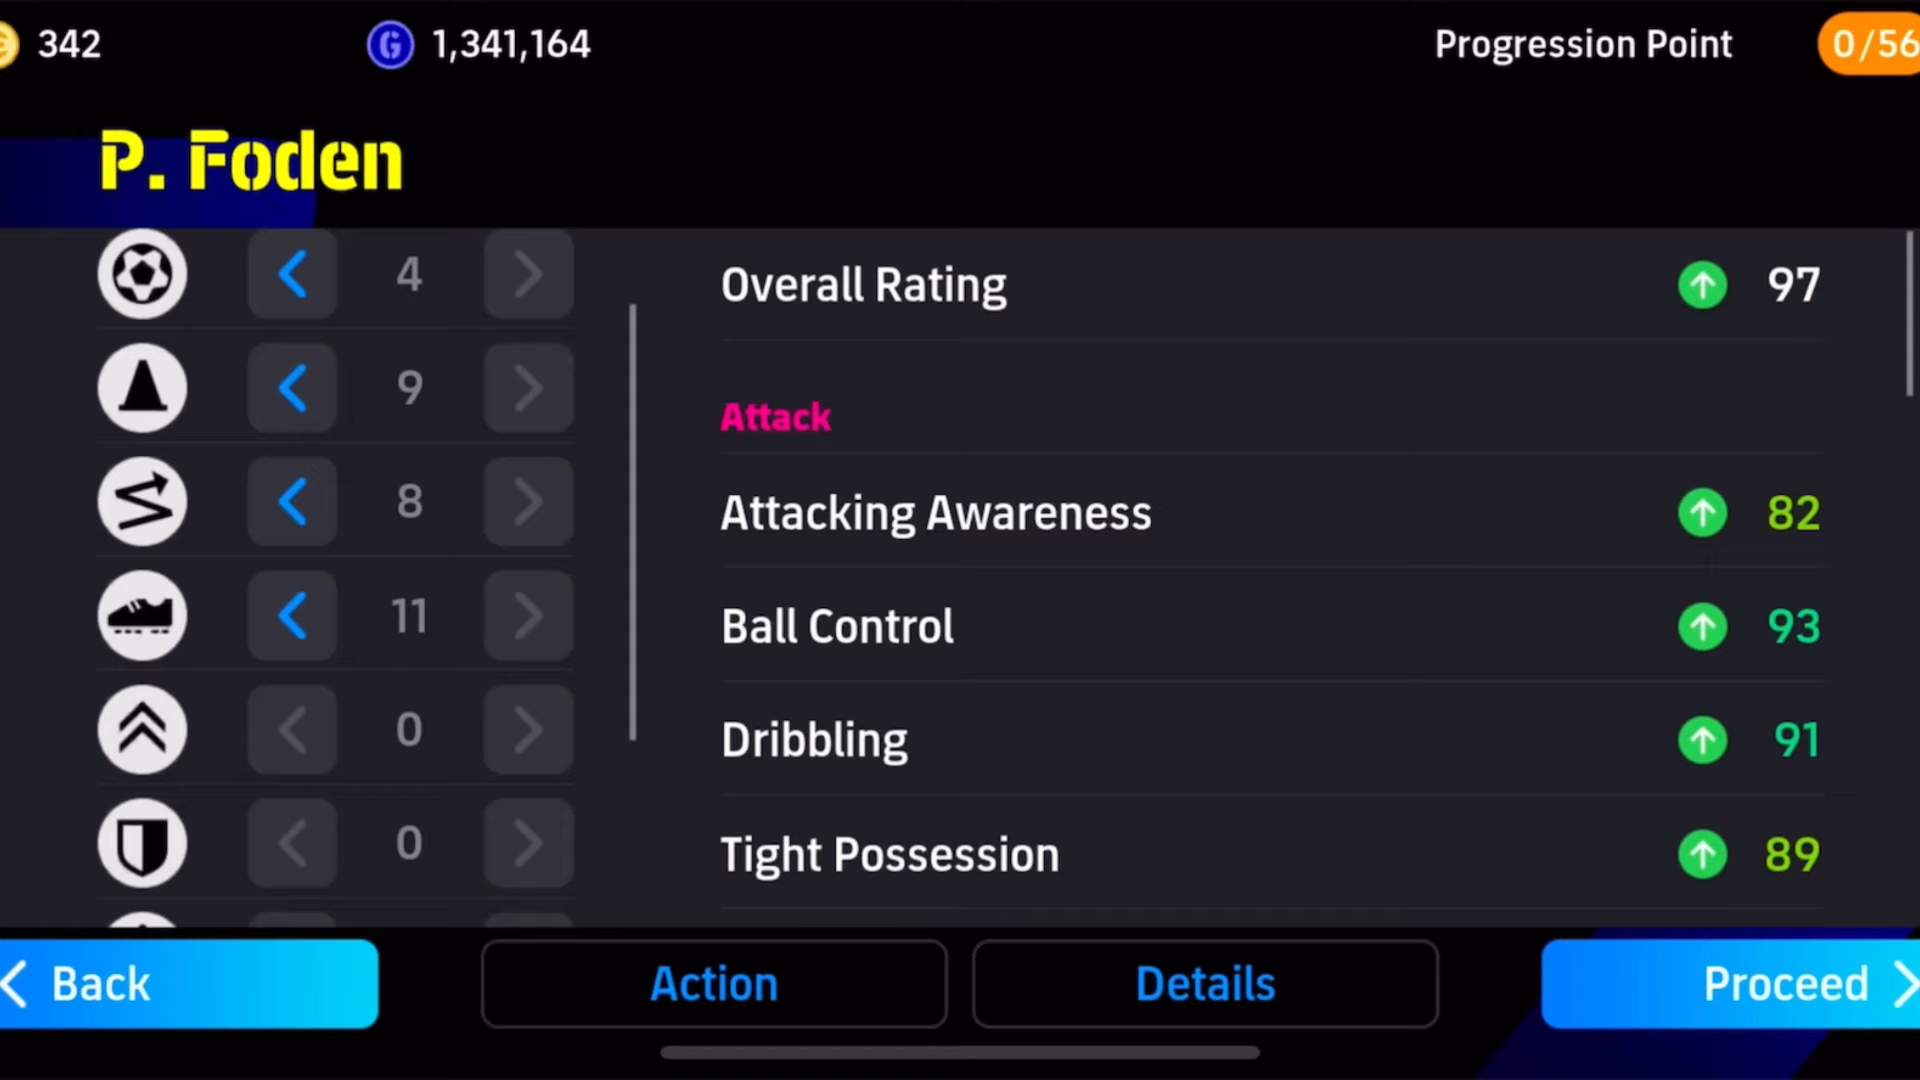 342
1,341,164
Progression Point
0/56
P. Foden
4
9
8
11
0
0
Overall Rating
97
Attack
Attacking Awareness
82
Ball Control
93
Dribbling
91
Tight Possession
89
Back
Action
Details
Proceed